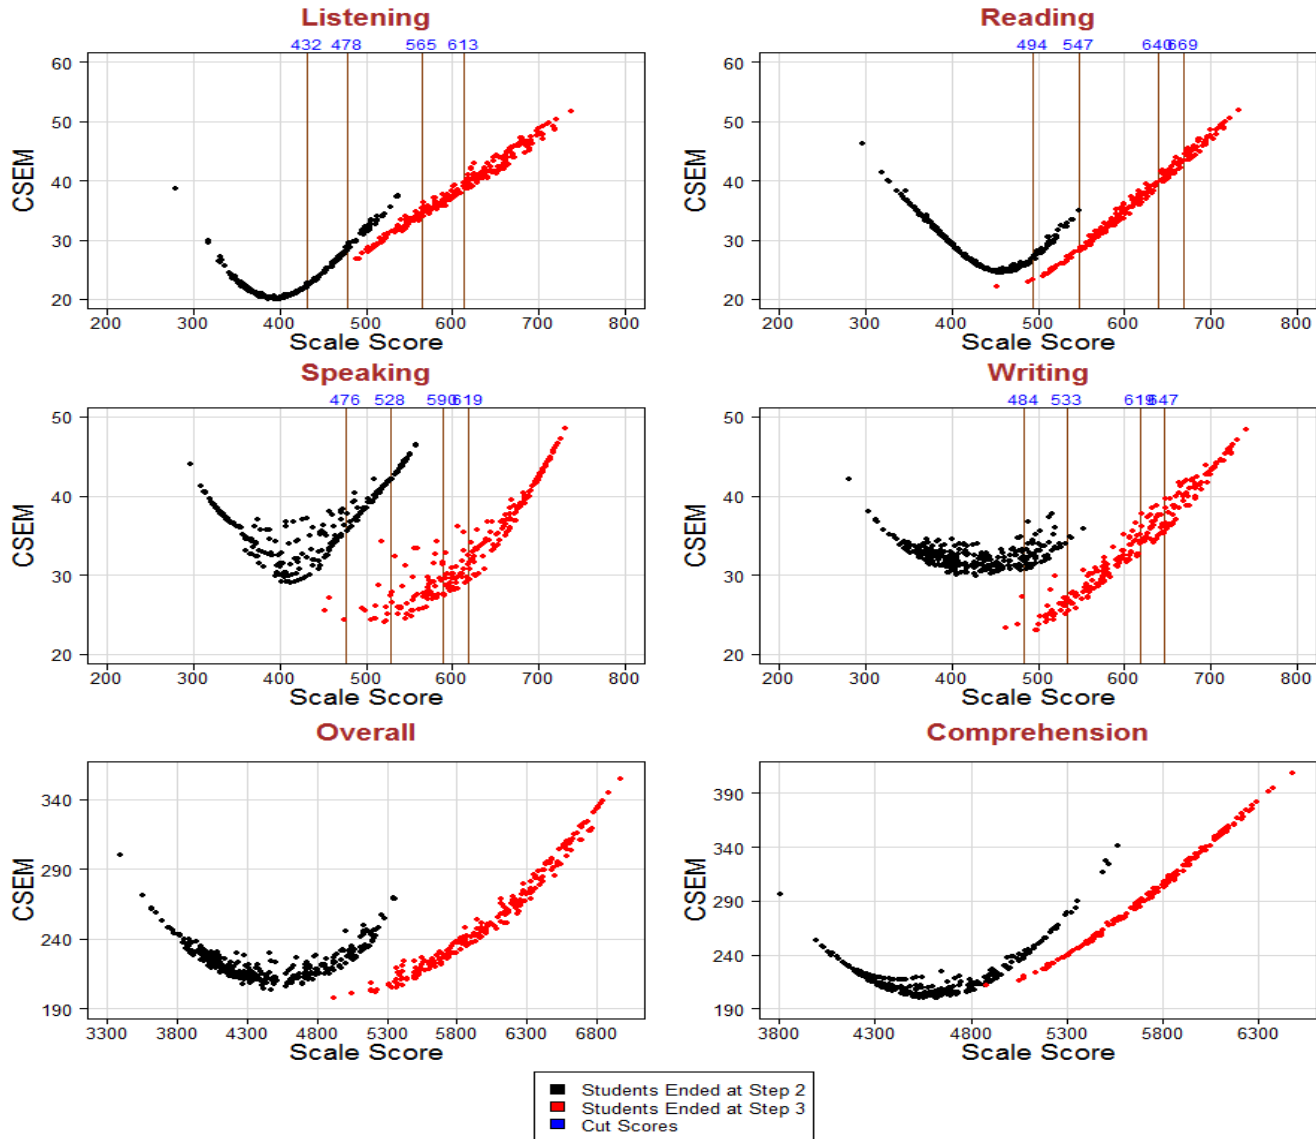 Listening
432 478 565 613
60
50
40
30
20
CSEM
200 300 400 500 600 700 800
Scale Score
Reading
494 547 640 669
60
50
40
30
20
CSEM
200 300 400 500 600 700 800
Scale Score
Speaking
476 528 590 619
50
40
30
20
CSEM
200 300 400 500 600 700 800
Scale Score
Writing
484 533 619 647
50
40
30
20
CSEM
200 300 400 500 600 700 800
Scale Score
Overall
340
290
240
190
CSEM
3300 3800 4300 4800 5300 5800 6300 6800
Scale Score
Comprehension
390
340
290
240
190
CSEM
3800 4300 4800 5300 5800 6300
Scale Score
Students Ended at Step 2
Students Ended at Step 3
Cut Scores